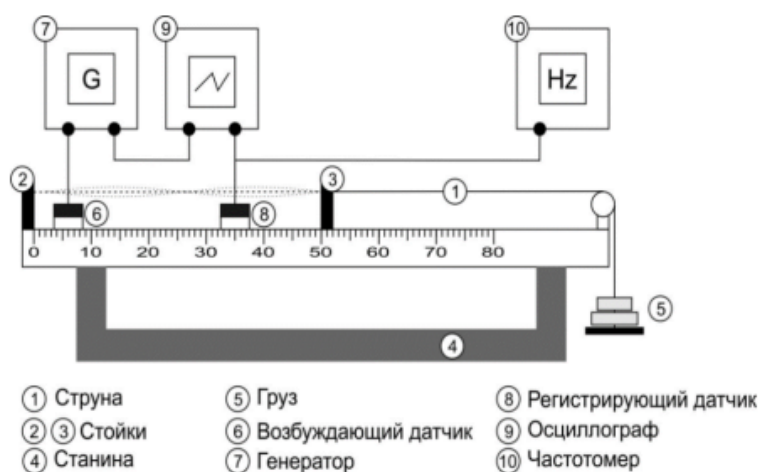 7 9 10
G Hz
2 3 1
6 8
0 10 20 30 40 50 60 70 80
5
4
1 Струна 5 Груз 8 Регистрирующий датчик
2 3 Стойки 6 Возбуждающий датчик 9 Осциллограф
4 Станина 7 Генератор 10 Частотомер